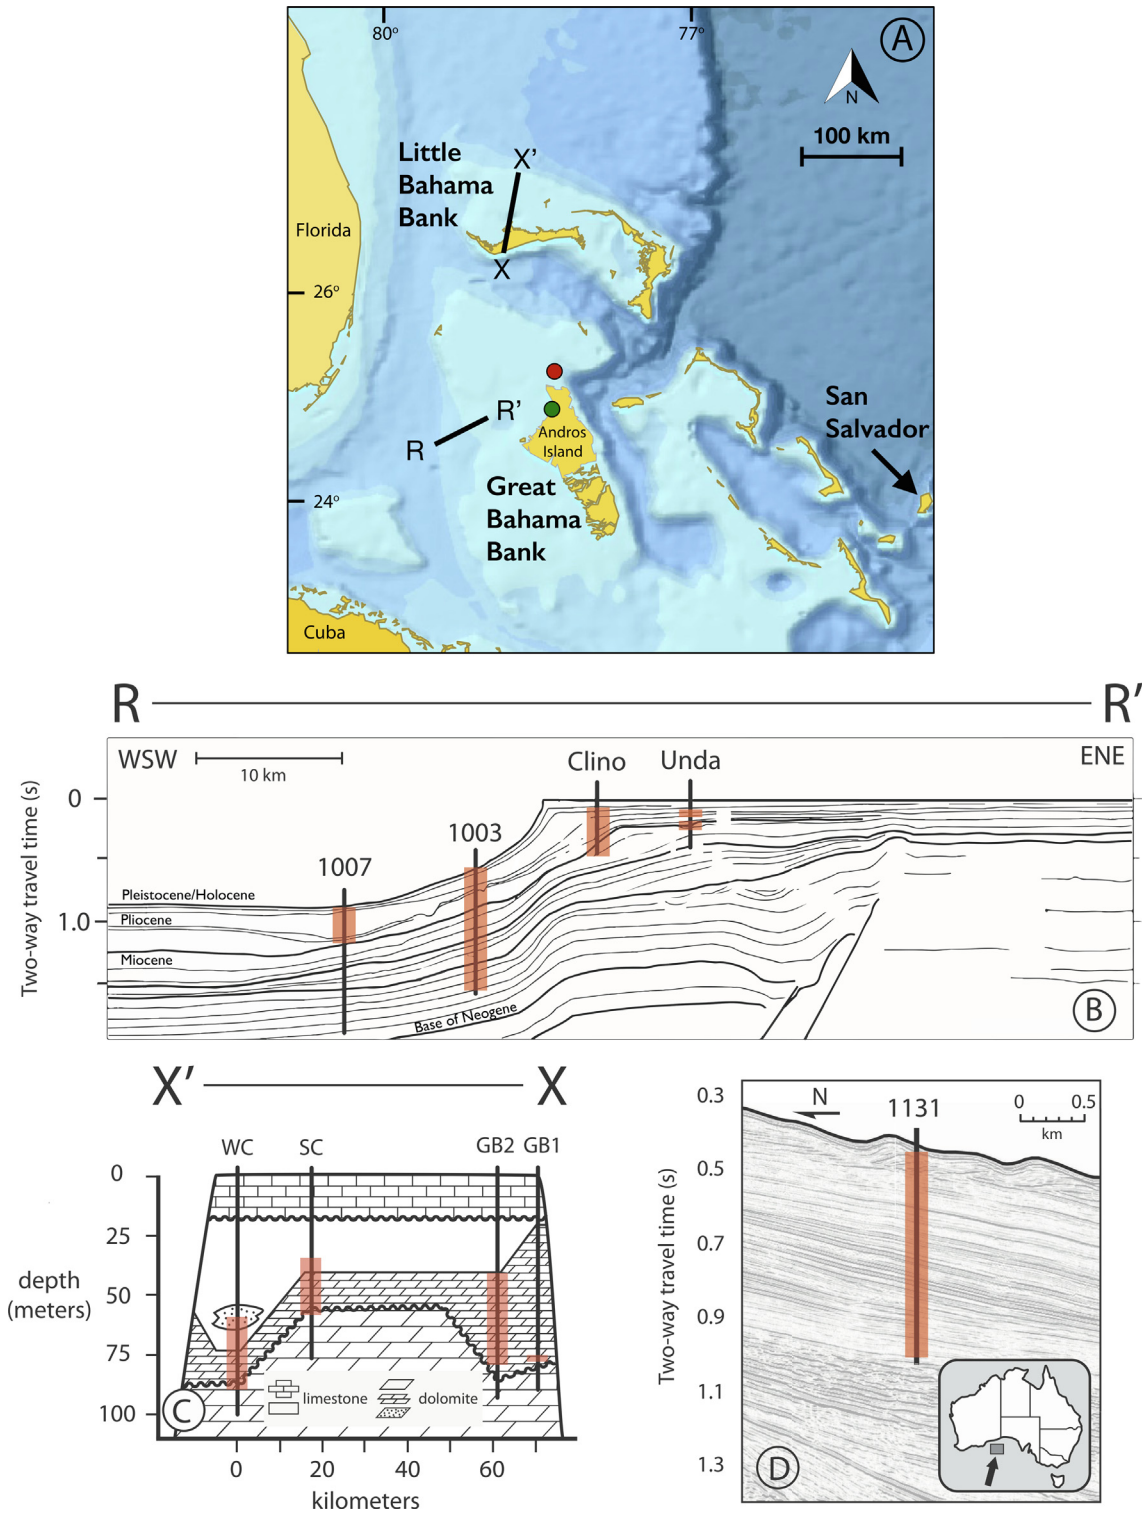 80°
77°
A
N
100 km
Little
Bahama
Bank
X'
X
Florida
26°
San
Salvador
R'
R
Andros
Island
24°
Great
Bahama
Bank
Cuba
R
R'
WSW
10 km
Clino
Unda
ENE
Two-way travel time (s)
0
1.0
1007
1003
Pleistocene/Holocene
Pliocene
Miocene
Base of Neogene
B
X'
X
WC
SC
GB2
GB1
depth
(meters)
0
25
50
75
100
limestone
dolomite
C
0
20
40
60
kilometers
Two-way travel time (s)
0.3
0.5
0.7
0.9
1.1
1.3
N
1131
0
0.5
km
D